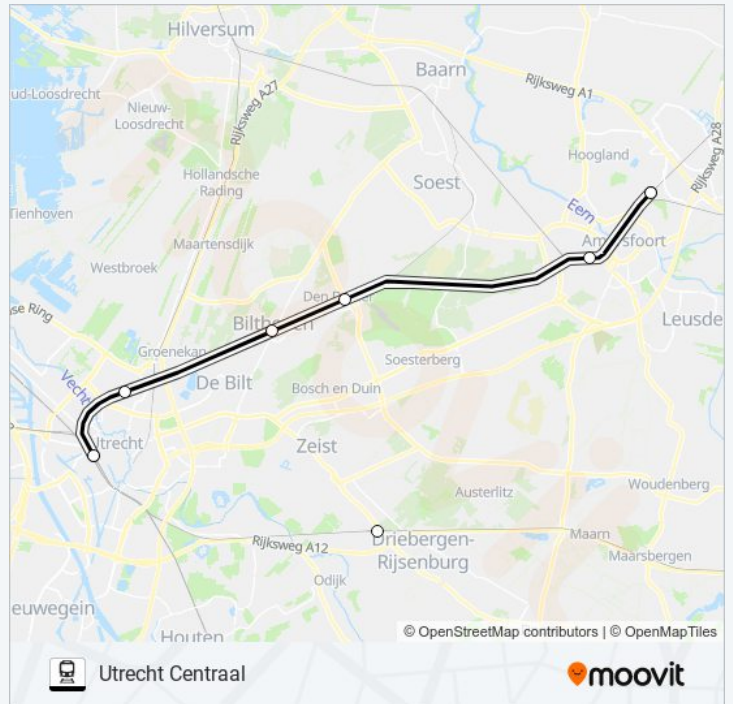 Hilversum
Baarn
Rijksweg A1
ud-Loosdrecht
Nieuw-
Loosdrecht
Rijksweg A27
Rijksweg A28
Hoogland
Hollandsche
Rading
Soest
Eem
Tienhoven
Maartensdijk
Amersfoort
Westbroek
Den
se Ring
Bilthoven
Leusde
Groenekan
Soesterberg
Vecht
De Bilt
Bosch en Duin
Utrecht
Zeist
Woudenberg
Austerlitz
Rijksweg A12
Driebergen-
Rijsenburg
Maarn
Maarsbergen
Odijk
euwegein
Houten
© OpenStreetMap contributors | © OpenMapTiles
Utrecht Centraal
moovit